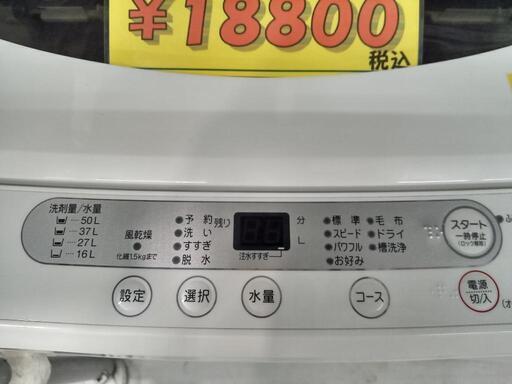 ¥18800
税込
洗剤量/水量
50L
37L
27L
16L
風乾燥
化繊1.5kgまで
予約
洗い
すすぎ
脱水
残り
分
L
注水すすぎ
標準
スピード
パワフル
お好み
毛布
ドライ
槽洗浄
スタート
一時停止
(ロック解除)
設定
選択
水量
コース
電源
切/入